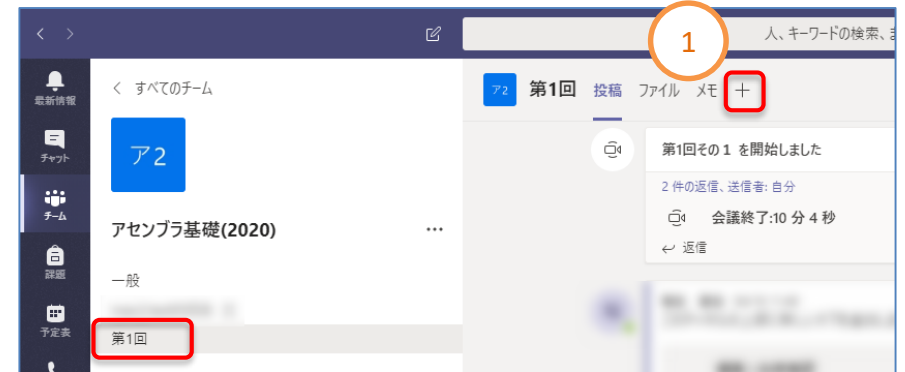 人、キーワードの検索、ま
1
最新情報
チャット
チーム
課題
予定表
すべてのチーム
ア2
アセンブラ基礎(2020)
一般
第1回
ア2 第1回 投稿 ファイル メモ
第1回その1 を開始しました
2 件の返信、送信者: 自分
会議終了:10 分 4 秒
返信